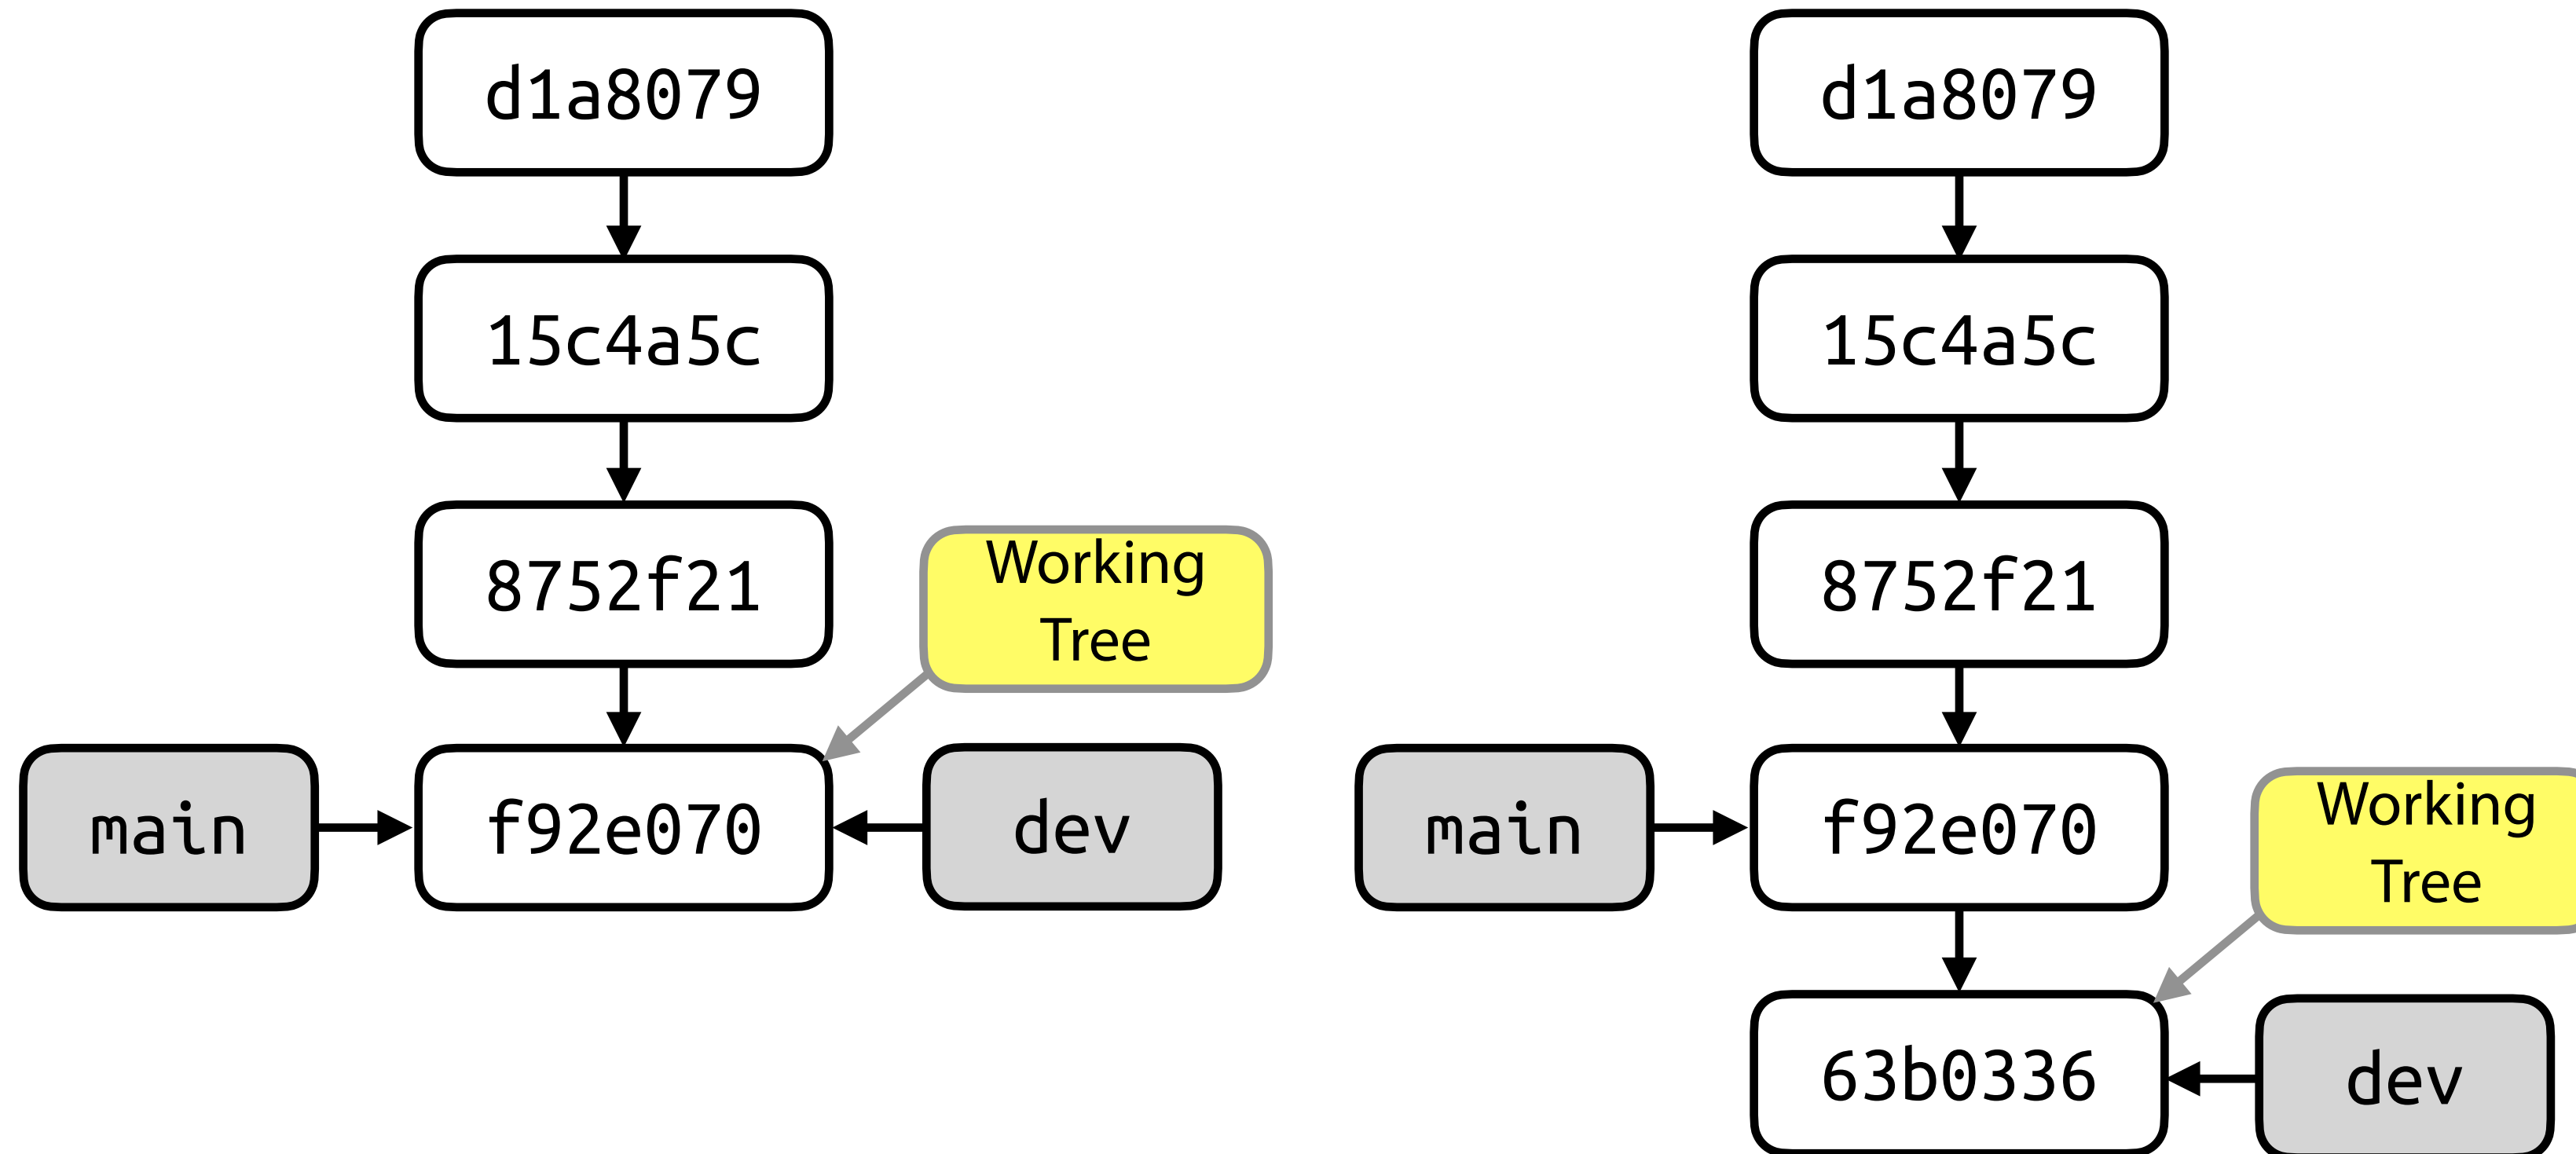 d1a8079
15c4a5c
8752f21
Working
Tree
main
f92e070
dev
d1a8079
15c4a5c
8752f21
main
f92e070
Working
Tree
63b0336
dev